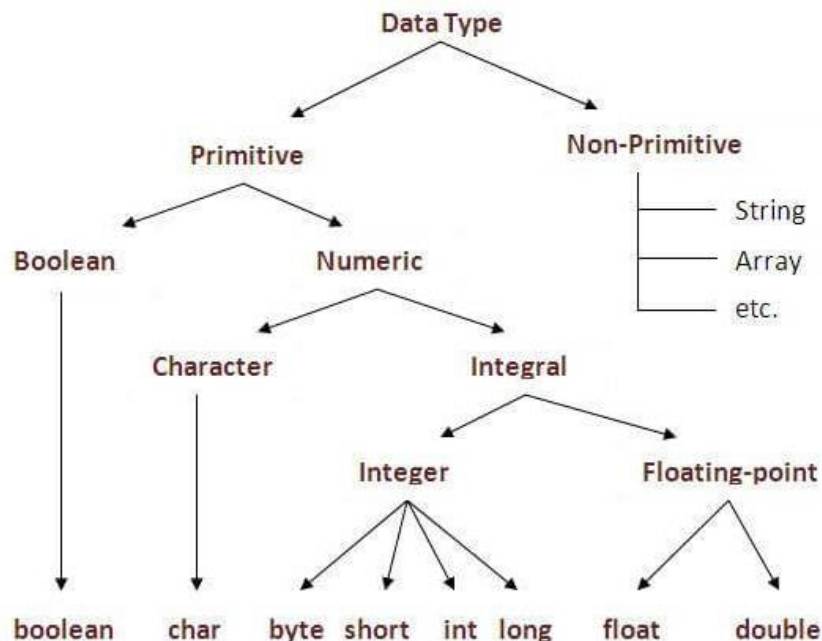 Data Type
Primitive
Non-Primitive
String
Array
etc.
Boolean
Numeric
Character
Integral
Integer
Floating-point
boolean char byte short int long float double